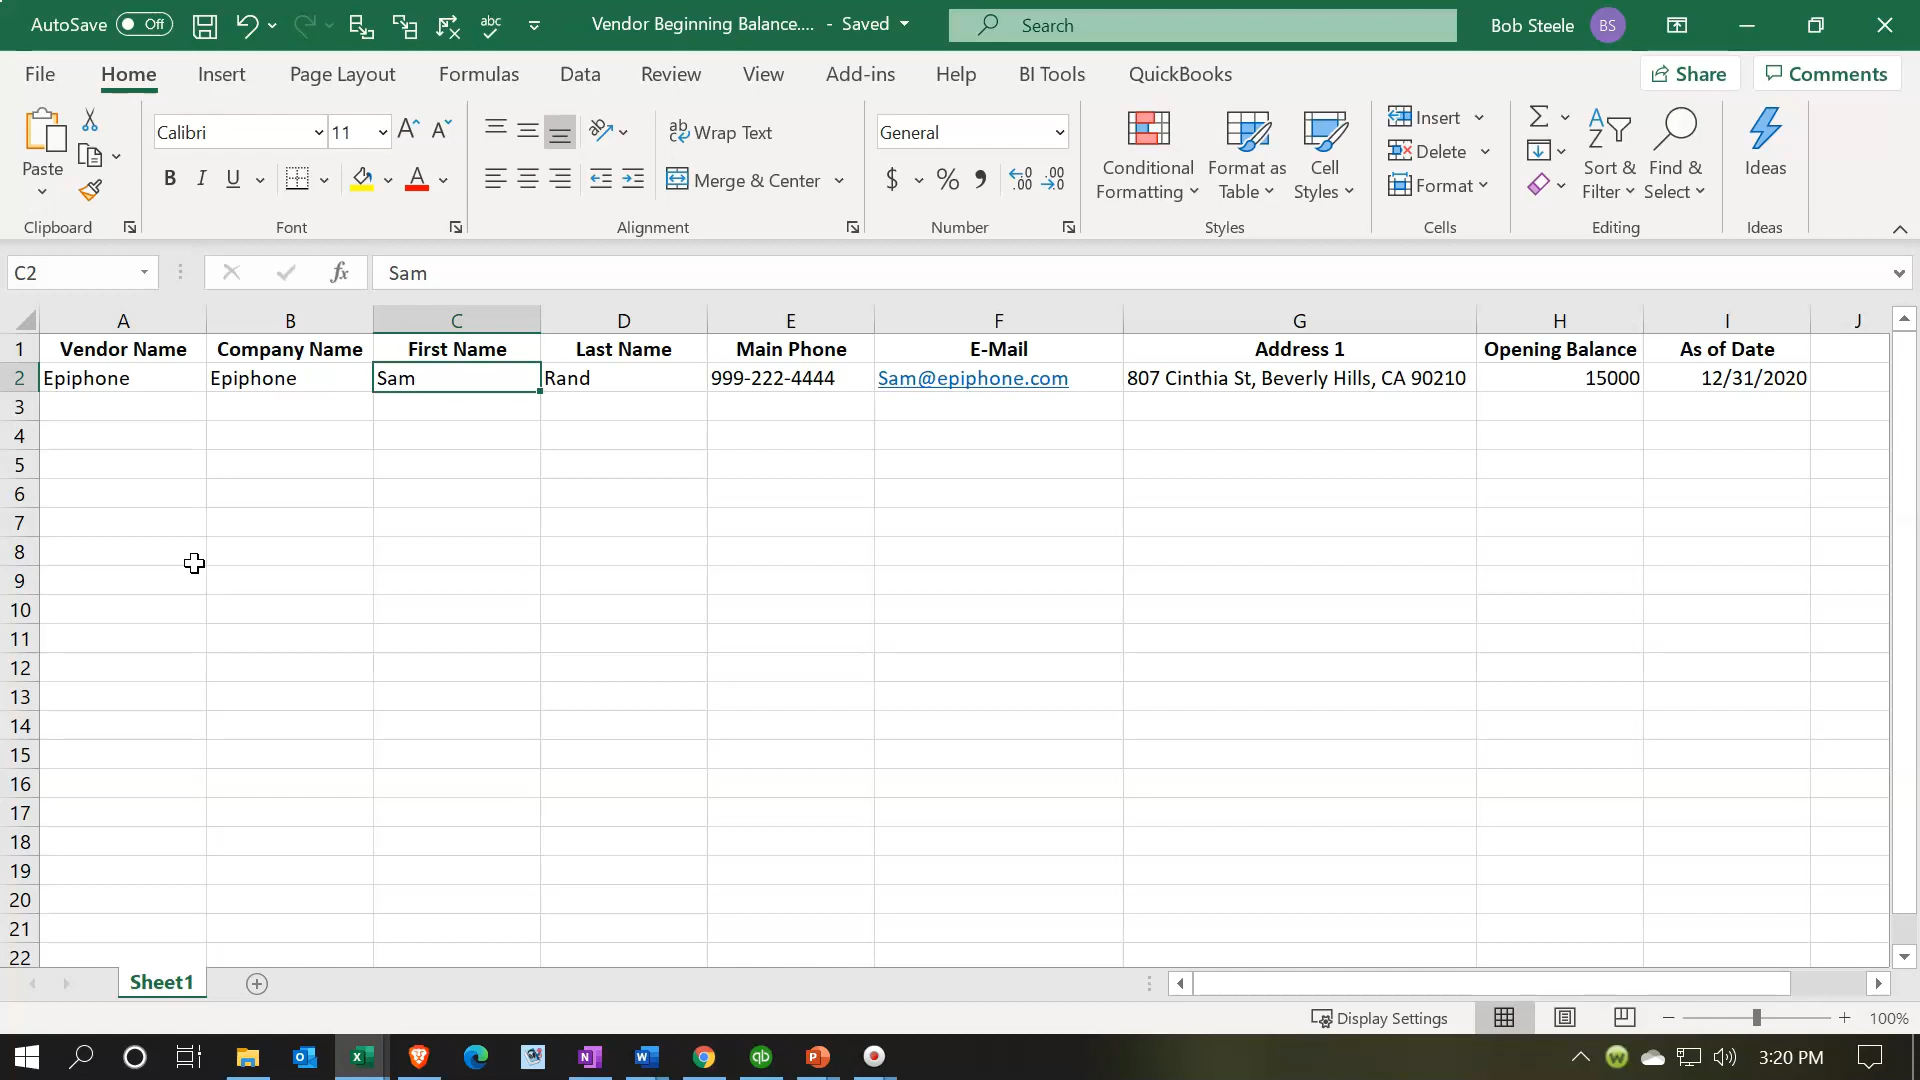 AutoSave Off abc Vendor Beginning Balance.... - Saved Search Bob Steele BS
File Home Insert Page Layout Formulas Data Review View Add-ins Help BI Tools QuickBooks Share Comments
Calibri 11 A A ab Wrap Text General Insert
Paste B I U A Merge & Center $ % Conditional Formatting Format as Table Cell Styles Delete Format Sort & Filter Find & Select Ideas
Clipboard Font Alignment Number Styles Cells Editing Ideas
C2 fx Sam
A B C D E F G H I J
1 Vendor Name Company Name First Name Last Name Main Phone E-Mail Address 1 Opening Balance As of Date
2 Epiphone Epiphone Sam Rand 999-222-4444 Sam@epiphone.com 807 Cinthia St, Beverly Hills, CA 90210 15000 12/31/2020
3
4
5
6
7
8
9
10
11
12
13
14
15
16
17
18
19
20
21
22
Sheet1
Display Settings 100%
3:20 PM